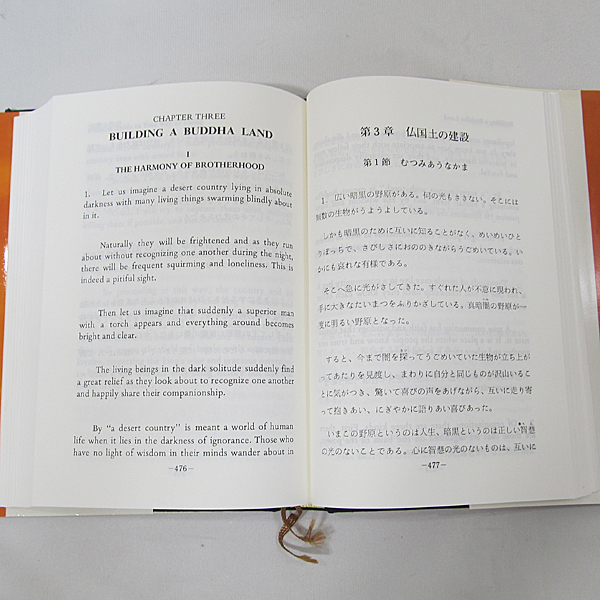 CHAPTER THREE
BUILDING A BUDDHA LAND
I
THE HARMONY OF BROTHERHOOD
1. Let us imagine a desert country lying in absolute
darkness with many living things swarming blindly about
in it.
Naturally they will be frightened and as they run
about without recognizing one another during the night,
there will be frequent squirming and loneliness. This is
indeed a pitiful sight.
Then let us imagine that suddenly a superior man
with a torch appears and everything around becomes
bright and clear.
The living beings in the dark solitude suddenly find
a great relief as they look about to recognize one another
and happily share their companionship.
By “a desert country” is meant a world of human
life when it lies in the darkness of ignorance. Those who
have no light of wisdom in their minds wander about in
—476—
第3章 仏国土の建設
第1節 むつみあうなかま
1 広い暗黒の野原がある。何の光もささない。そこには
無数の生物がうようよしている。
しかも暗黒のために互いに知ることがなく、めいめいひと
りぼっちで、さびしさにおののきながらうごめいている。い
かにも哀れな有様である。
そこへ急に光がさしてきた。すぐれた人が不意に現われ、
手に大きなたいまつをふりかざしている。真暗闇の野原が一
度に明るい野原となった。
すると、今まで闇を探ってうごめいていた生物が立ち上が
ってあたりを見渡し、まわりに自分と同じものが沢山いるこ
とに気がつき、驚いて喜びの声をあげながら、互いに走り寄
って抱きあい、にぎやかに語りあい喜びあった。
いまこの野原というのは人生、暗黒というのは正しい智慧
の光のないことである。心に智慧の光のないものは、互いに
—477—